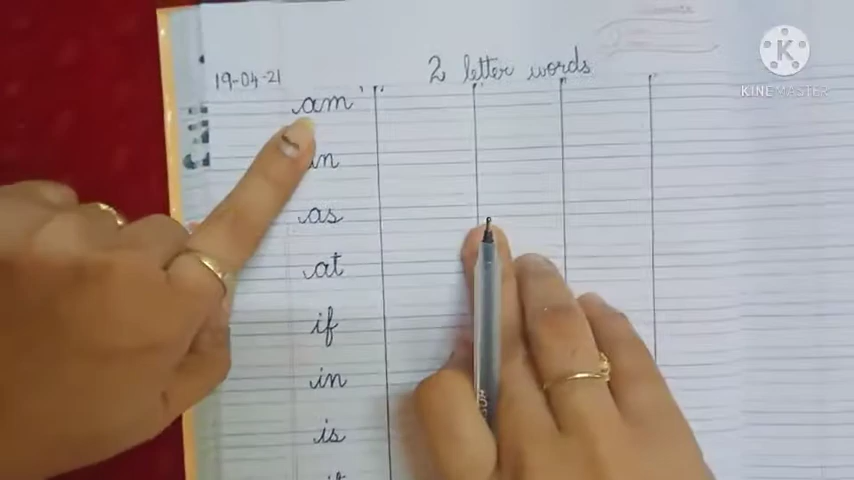 19-04-21
2 letter words
am
as
at
if
in
is
KINEMASTER